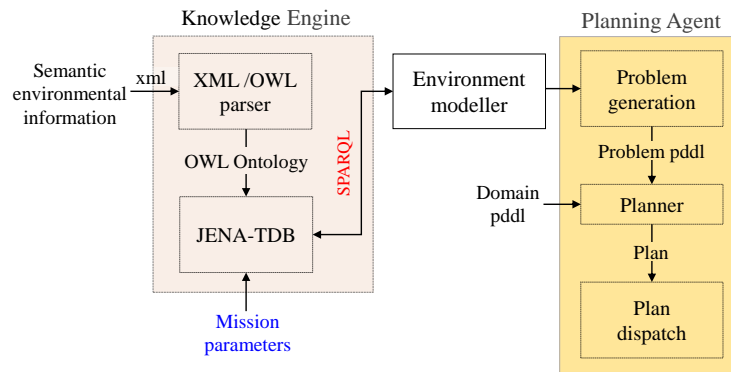 Knowledge Engine
Planning Agent
Semantic
environmental
information
xml
XML /OWL
parser
OWL Ontology
JENA-TDB
Mission
parameters
SPARQL
Environment
modeller
Problem
generation
Problem pddl
Domain
pddl
Planner
Plan
Plan
dispatch